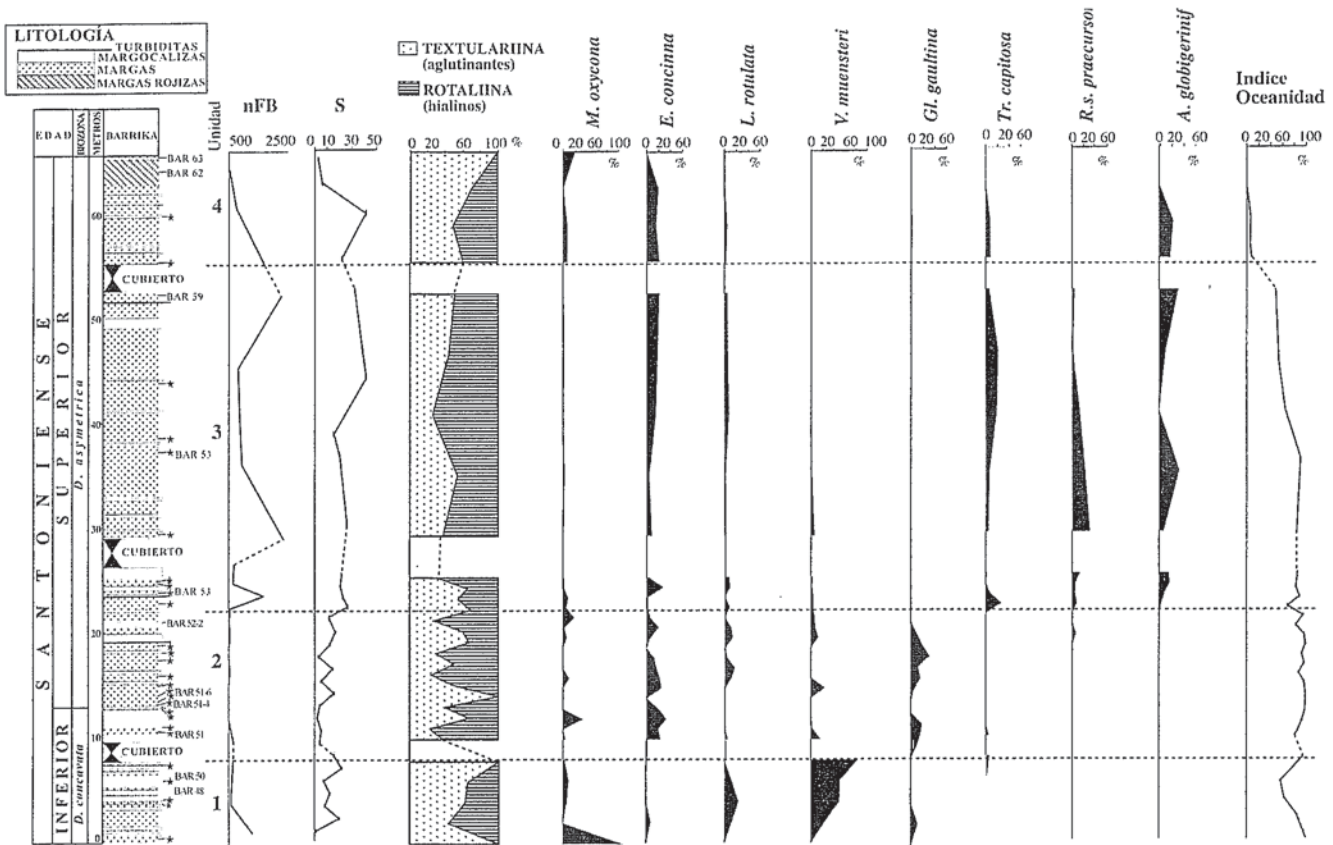 LITOLOGÍA
TURBIDITAS
MARGOCALIZAS
MARGAS
MARGAS ROJIZAS
TEXTULARIINA
(aglutinantes)
ROTALIINA
(hialinos)
EDAD
BIOZONA
METROS
BARRIKA
Unidad
nFB
500 2500
S
0 10 30 50
0 20 60 100 %
M. oxycona
0 20 60 100
%
E. concinna
0 20 60
%
L. rotulata
0 20 60
%
V. muensteri
0 20 60 100
%
Gl. gaultina
0 20 60
%
Tr. capitosa
0 20 60
%
R.s. praecursor
0 20 60
%
A. globigerinif
0 20 60
%
Indice
Oceanidad
0 20 60 100
%
SANTONIENSE
SUPERIOR
INFERIOR
D. asymetrica
D. concavata
60
50
40
30
20
10
0
BAR 63
BAR 62
CUBIERTO
BAR 59
BAR 53
CUBIERTO
BAR 53
BAR 52-2
BAR 51-6
BAR 51-4
BAR 51
CUBIERTO
BAR 50
BAR 48
4
3
2
1